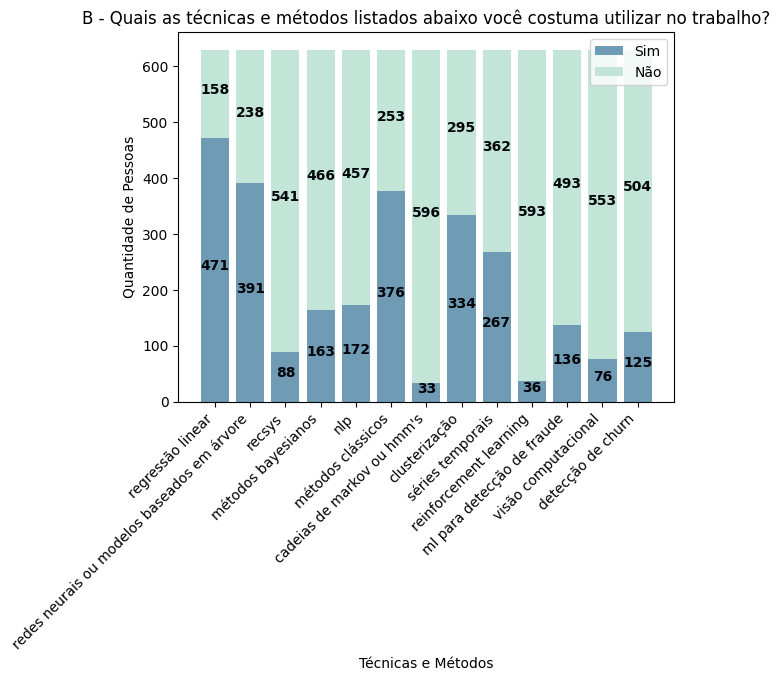 B - Quais as técnicas e métodos listados abaixo você costuma utilizar no trabalho?
Sim
Não
Quantidade de Pessoas
600
500
400
300
200
100
0
158
238
541
466
457
253
596
295
362
593
493
553
504
471
391
88
163
172
376
33
334
267
36
136
76
125
regressão linear
redes neurais ou modelos baseados em árvore
recsys
métodos bayesianos
nlp
métodos clássicos
cadeias de markov ou hmm's
clusterização
séries temporais
reinforcement learning
ml para detecção de fraude
visão computacional
detecção de churn
Técnicas e Métodos